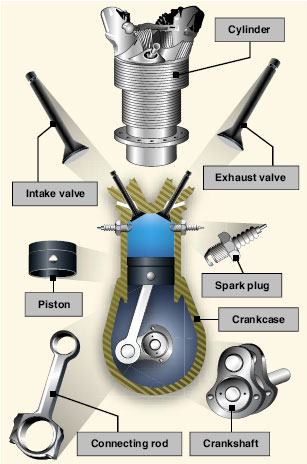 Cylinder
Intake valve
Exhaust valve
Piston
Spark plug
Crankcase
Connecting rod
Crankshaft